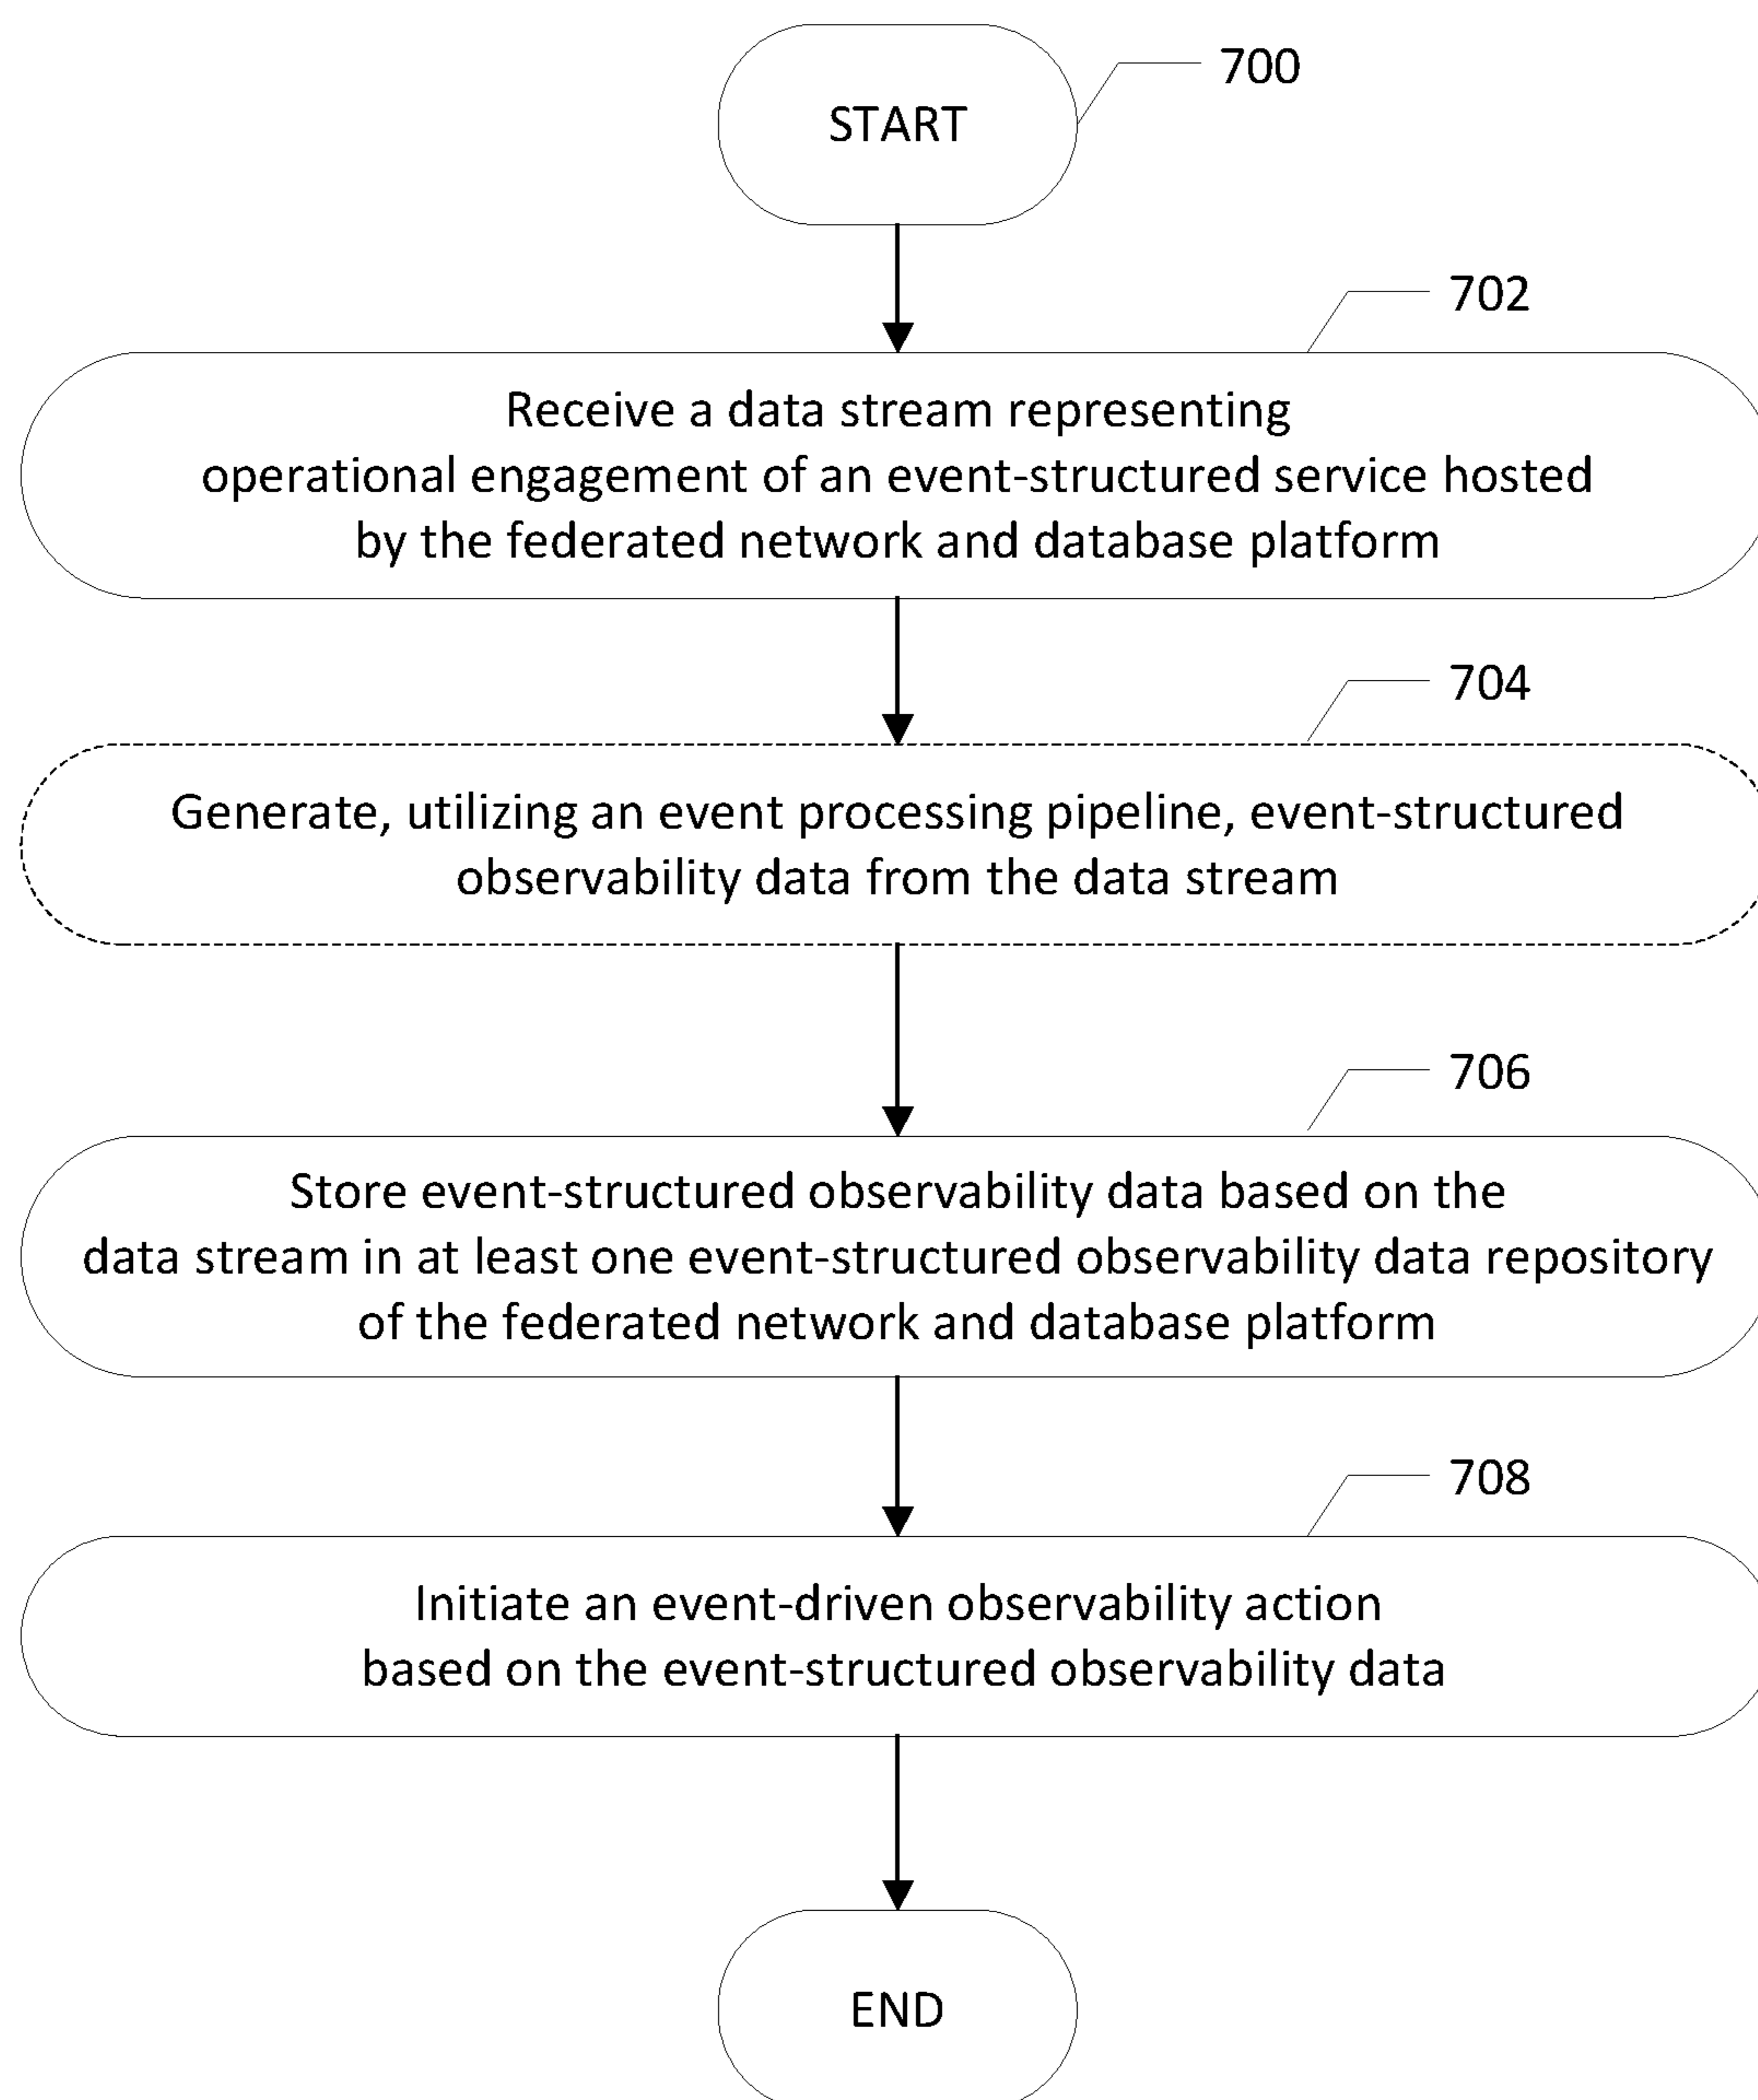 700
START
702
Receive a data stream representing
operational engagement of an event-structured service hosted
by the federated network and database platform
704
Generate, utilizing an event processing pipeline, event-structured
observability data from the data stream
706
Store event-structured observability data based on the
data stream in at least one event-structured observability data repository
of the federated network and database platform
708
Initiate an event-driven observability action
based on the event-structured observability data
END